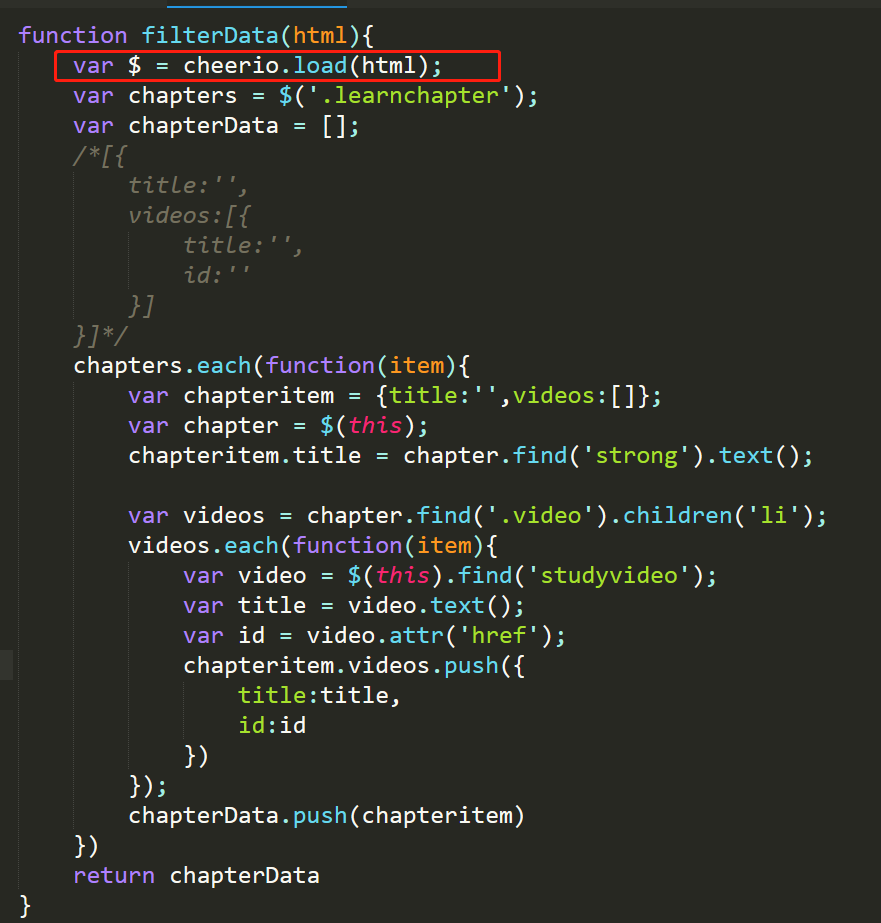 function filterData(html){
var $ = cheerio.load(html);
var chapters = $('.learnchapter');
var chapterData = [];
/*[{
title:'',
videos:[{
title:'',
id:''
}]
}]*/
chapters.each(function(item){
var chapteritem = {title:'',videos:[]};
var chapter = $(this);
chapteritem.title = chapter.find('strong').text();
var videos = chapter.find('.video').children('li');
videos.each(function(item){
var video = $(this).find('studyvideo');
var title = video.text();
var id = video.attr('href');
chapteritem.videos.push({
title:title,
id:id
})
});
chapterData.push(chapteritem)
})
return chapterData
}